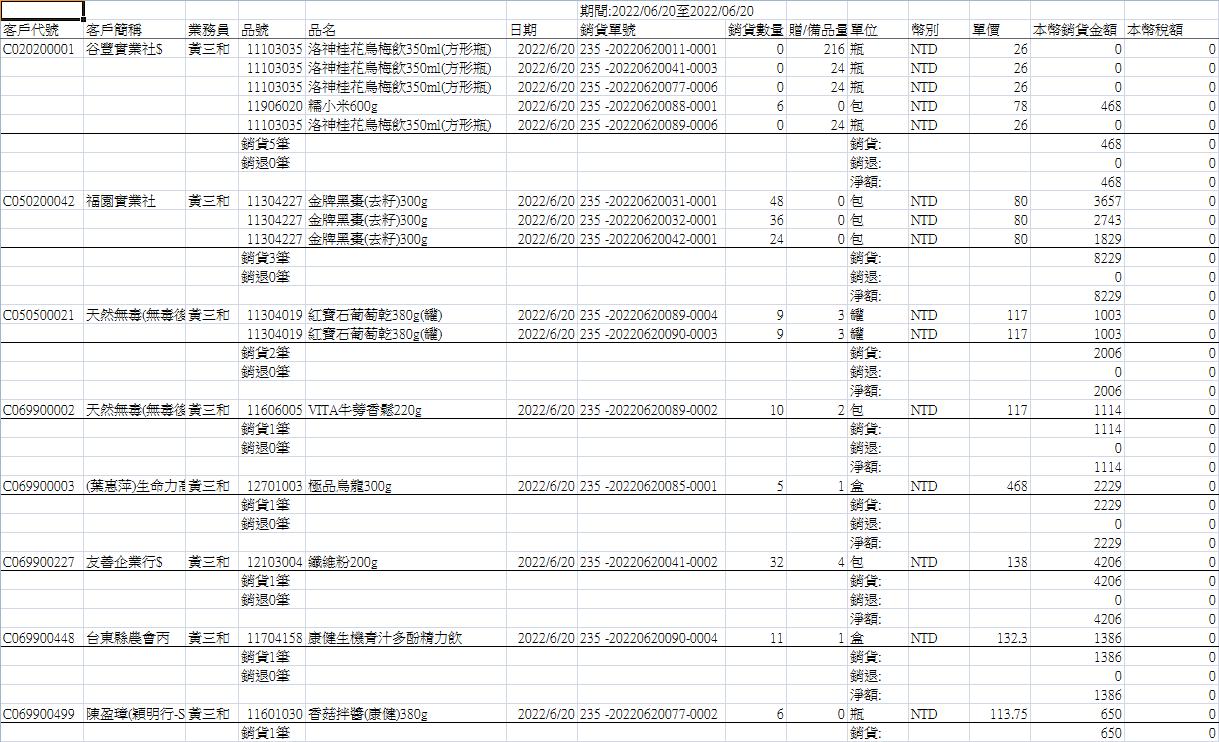 期間:2022/06/20至2022/06/20
客戶代號 客戶簡稱 業務員 品號 品名 日期 銷貨單號 銷貨數量 贈/備品量 單位 幣別 單價 本幣銷貨金額 本幣稅額
C020200001 谷豐實業社$ 黃三和 11103035 洛神桂花烏梅飲350ml(方形瓶) 2022/6/20 235 -20220620011-0001 0 216 瓶 NTD 26 0 0
11103035 洛神桂花烏梅飲350ml(方形瓶) 2022/6/20 235 -20220620041-0003 0 24 瓶 NTD 26 0 0
11103035 洛神桂花烏梅飲350ml(方形瓶) 2022/6/20 235 -20220620077-0006 0 24 瓶 NTD 26 0 0
11906020 糯小米600g 2022/6/20 235 -20220620088-0001 6 0 包 NTD 78 468 0
11103035 洛神桂花烏梅飲350ml(方形瓶) 2022/6/20 235 -20220620089-0006 0 24 瓶 NTD 26 0 0
銷貨5筆 銷貨: 468 0
銷退0筆 銷退: 0 0
淨額: 468 0
C050200042 福園實業社 黃三和 11304227 金牌黑棗(去籽)300g 2022/6/20 235 -20220620031-0001 48 0 包 NTD 80 3657 0
11304227 金牌黑棗(去籽)300g 2022/6/20 235 -20220620032-0001 36 0 包 NTD 80 2743 0
11304227 金牌黑棗(去籽)300g 2022/6/20 235 -20220620042-0001 24 0 包 NTD 80 1829 0
銷貨3筆 銷貨: 8229 0
銷退0筆 銷退: 0 0
淨額: 8229 0
C050500021 天然無毒(無毒後 黃三和 11304019 紅寶石葡萄乾380g(罐) 2022/6/20 235 -20220620089-0004 9 3 罐 NTD 117 1003 0
11304019 紅寶石葡萄乾380g(罐) 2022/6/20 235 -20220620090-0003 9 3 罐 NTD 117 1003 0
銷貨2筆 銷貨: 2006 0
銷退0筆 銷退: 0 0
淨額: 2006 0
C069900002 天然無毒(無毒後 黃三和 11606005 VITA牛蒡香鬆220g 2022/6/20 235 -20220620089-0002 10 2 包 NTD 117 1114 0
銷貨1筆 銷貨: 1114 0
銷退0筆 銷退: 0 0
淨額: 1114 0
C069900003 (葉惠萍)生命力 黃三和 12701003 極品烏龍300g 2022/6/20 235 -20220620085-0001 5 1 盒 NTD 468 2229 0
銷貨1筆 銷貨: 2229 0
銷退0筆 銷退: 0 0
淨額: 2229 0
C069900227 友善企業行$ 黃三和 12103004 纖維粉200g 2022/6/20 235 -20220620041-0002 32 4 包 NTD 138 4206 0
銷貨1筆 銷貨: 4206 0
銷退0筆 銷退: 0 0
淨額: 4206 0
C069900448 台東縣農會丙 黃三和 11704158 康健生機青汁多酚精力飲 2022/6/20 235 -20220620090-0004 11 1 盒 NTD 132.3 1386 0
銷貨1筆 銷貨: 1386 0
銷退0筆 銷退: 0 0
淨額: 1386 0
C069900499 陳盈璋(穎明行-S 黃三和 11601030 香菇拌醬(康健)380g 2022/6/20 235 -20220620077-0002 6 0 瓶 NTD 113.75 650 0
銷貨1筆 銷貨: 650 0